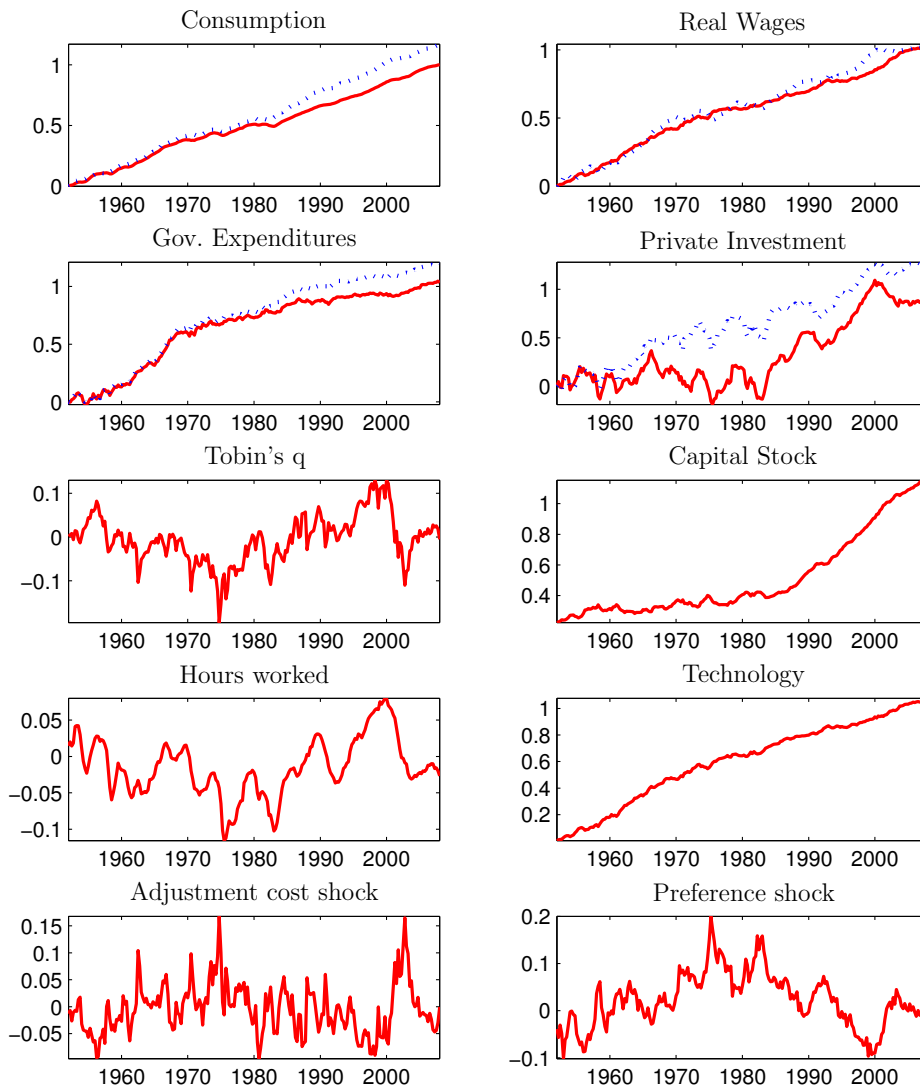 Consumption
Real Wages
1
0.5
0
1960 1970 1980 1990 2000
1
0.5
0
1960 1970 1980 1990 2000
Gov. Expenditures
Private Investment
1
0.5
0
1960 1970 1980 1990 2000
1
0.5
0
1960 1970 1980 1990 2000
Tobin's q
Capital Stock
0.1
0
−0.1
1960 1970 1980 1990 2000
1
0.8
0.6
0.4
1960 1970 1980 1990 2000
Hours worked
Technology
0.05
0
−0.05
−0.1
1960 1970 1980 1990 2000
1
0.8
0.6
0.4
0.2
1960 1970 1980 1990 2000
Adjustment cost shock
Preference shock
0.15
0.1
0.05
0
−0.05
1960 1970 1980 1990 2000
0.2
0.1
0
−0.1
1960 1970 1980 1990 2000